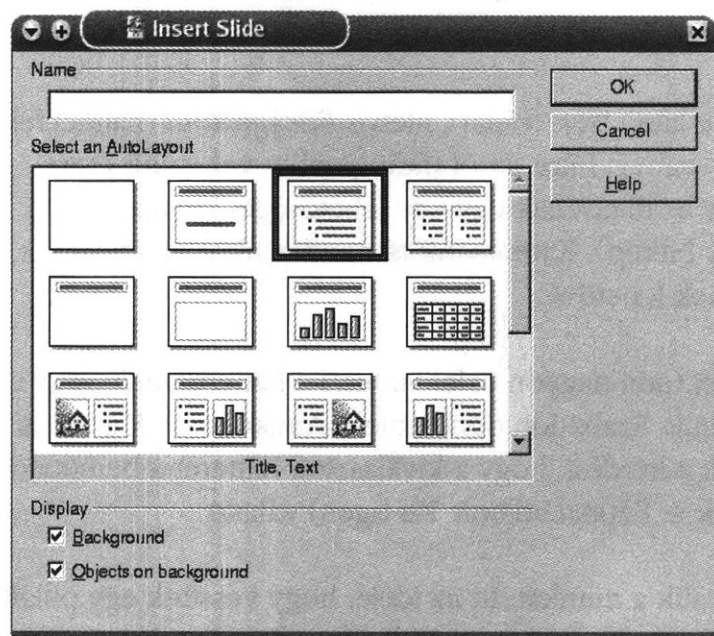 Insert Slide
Name
OK
Cancel
Help
Select an AutoLayout
Title, Text
Display
Background
Objects on background